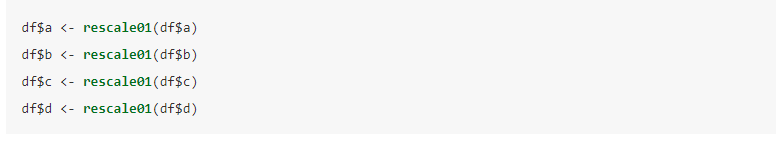 df$a <- rescale01(df$a)
df$b <- rescale01(df$b)
df$c <- rescale01(df$c)
df$d <- rescale01(df$d)